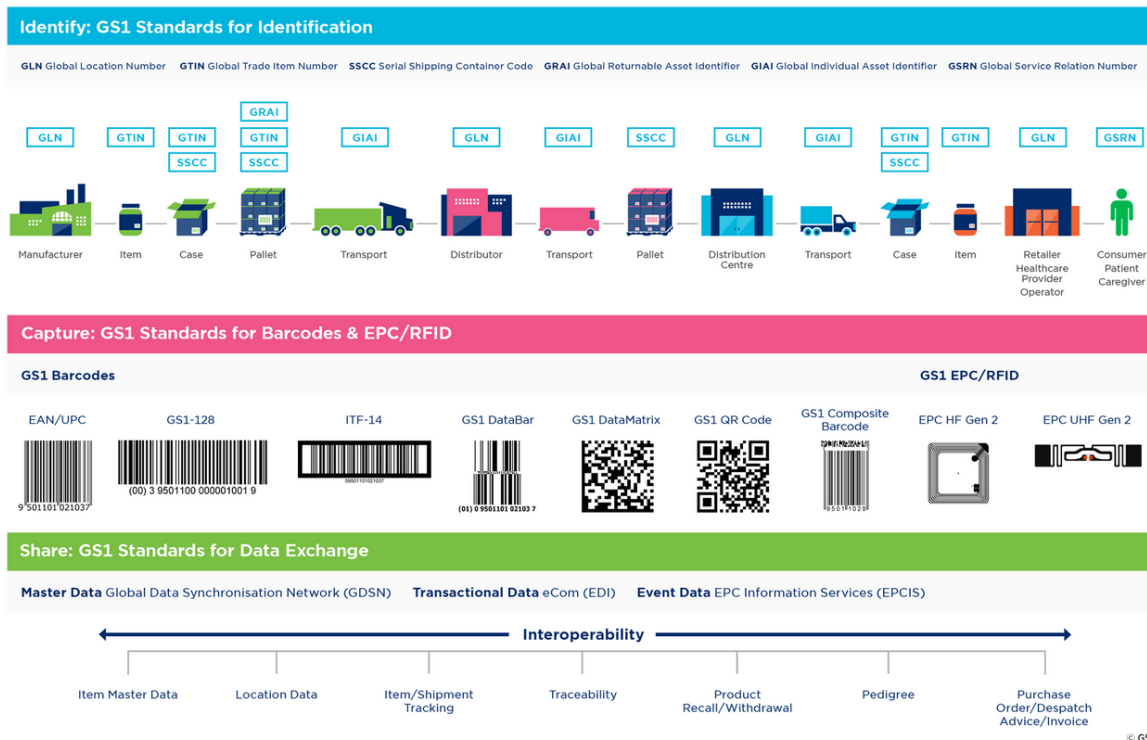 Identify: GS1 Standards for Identification
GLN Global Location Number GTIN Global Trade Item Number SSCC Serial Shipping Container Code GRAI Global Returnable Asset Identifier GIAI Global Individual Asset Identifier GSRN Global Service Relation Number
GRAI
GLN GTIN GTIN GTIN GIAI GLN GIAI SSCC GLN GIAI GTIN GTIN GLN GSRN
SSCC SSCC SSCC
Manufacturer Item Case Pallet Transport Distributor Transport Pallet Distribution Transport Case Item Retailer Consumer
Centre Healthcare Patient
Provider Caregiver
Operator
Capture: GS1 Standards for Barcodes & EPC/RFID
GS1 Barcodes GS1 EPC/RFID
EAN/UPC GS1-128 ITF-14 GS1 DataBar GS1 DataMatrix GS1 QR Code GS1 Composite EPC HF Gen 2 EPC UHF Gen 2
Barcode
09501101021037
(00) 3 9501100 000001001 9
9 501101 021037 (01) 0 9501101 02103 7 95011028
Share: GS1 Standards for Data Exchange
Master Data Global Data Synchronisation Network (GDSN) Transactional Data eCom (EDI) Event Data EPC Information Services (EPCIS)
Interoperability
Item Master Data Location Data Item/Shipment Traceability Product Pedigree Purchase
Tracking Recall/Withdrawal Order/Despatch
Advice/Invoice